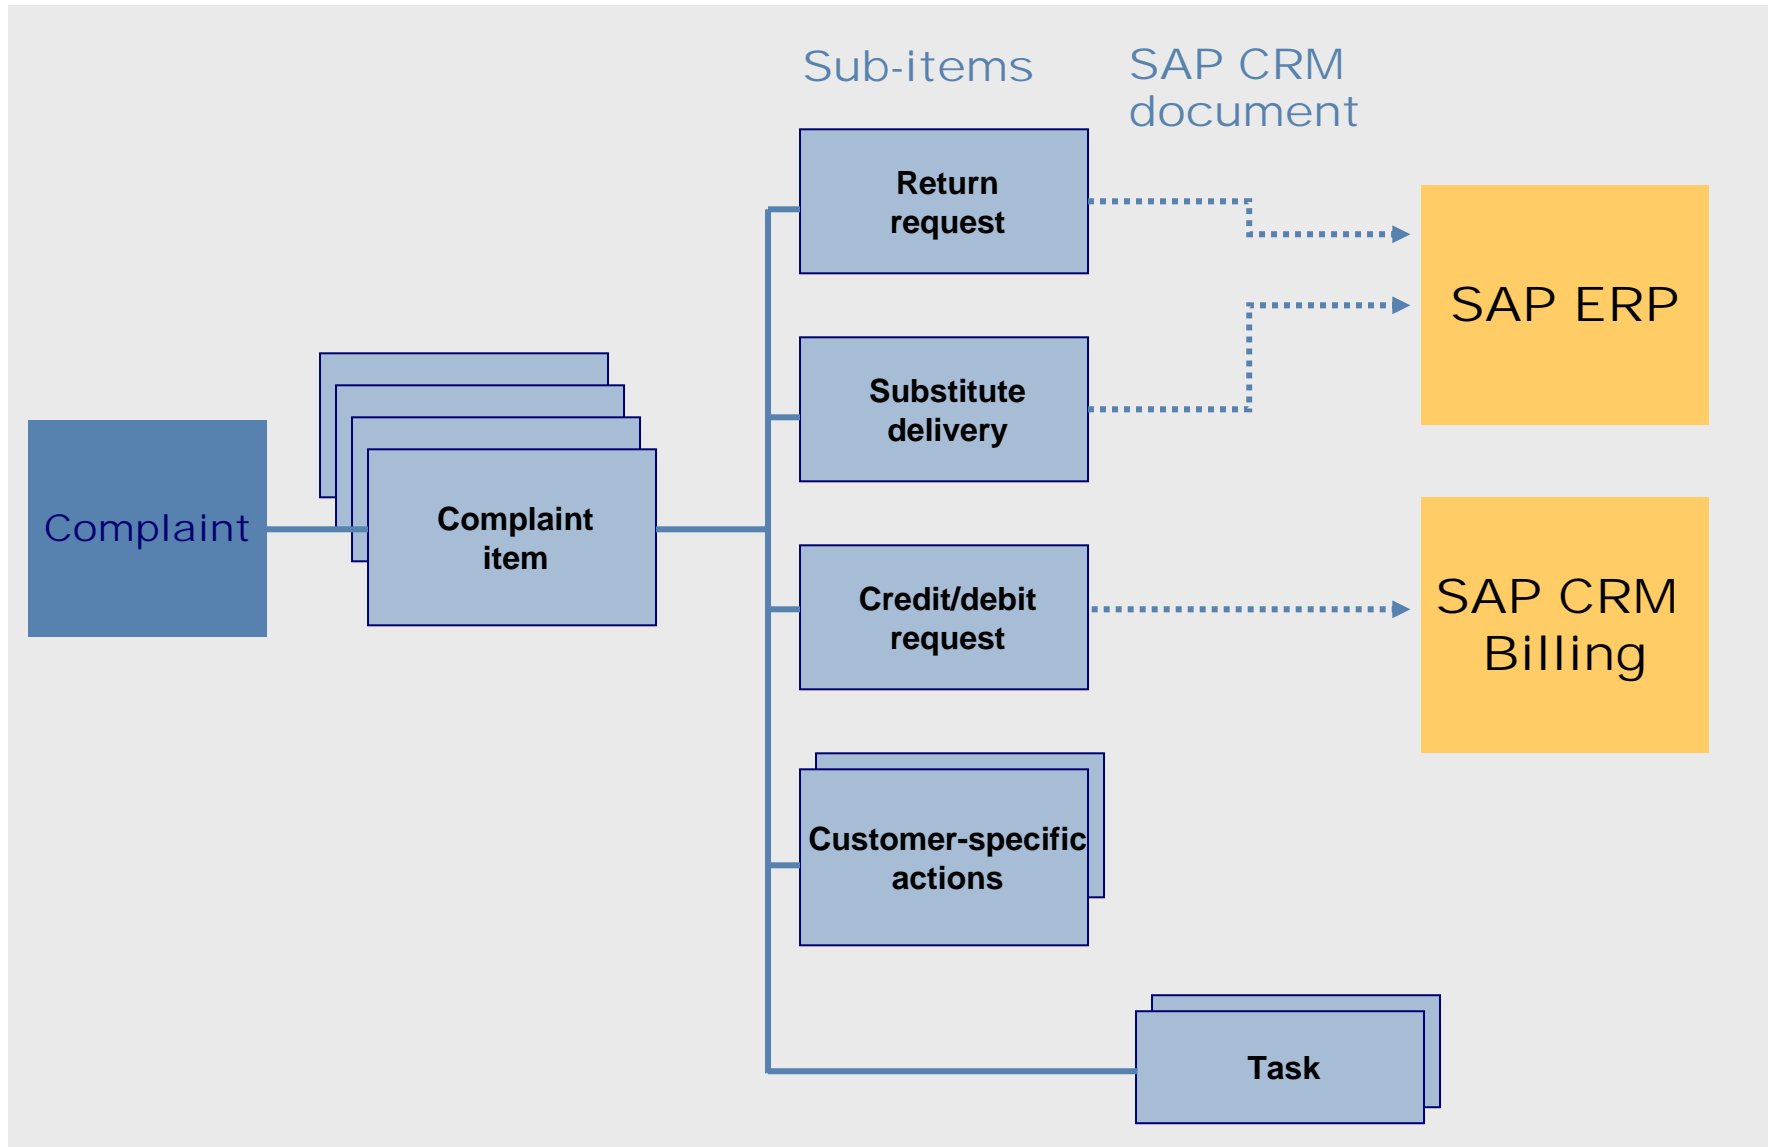 Sub-items
SAP CRM
document
Return
request
SAP ERP
Substitute
delivery
Complaint
Complaint
item
Credit/debit
request
SAP CRM
Billing
Customer-specific
actions
Task